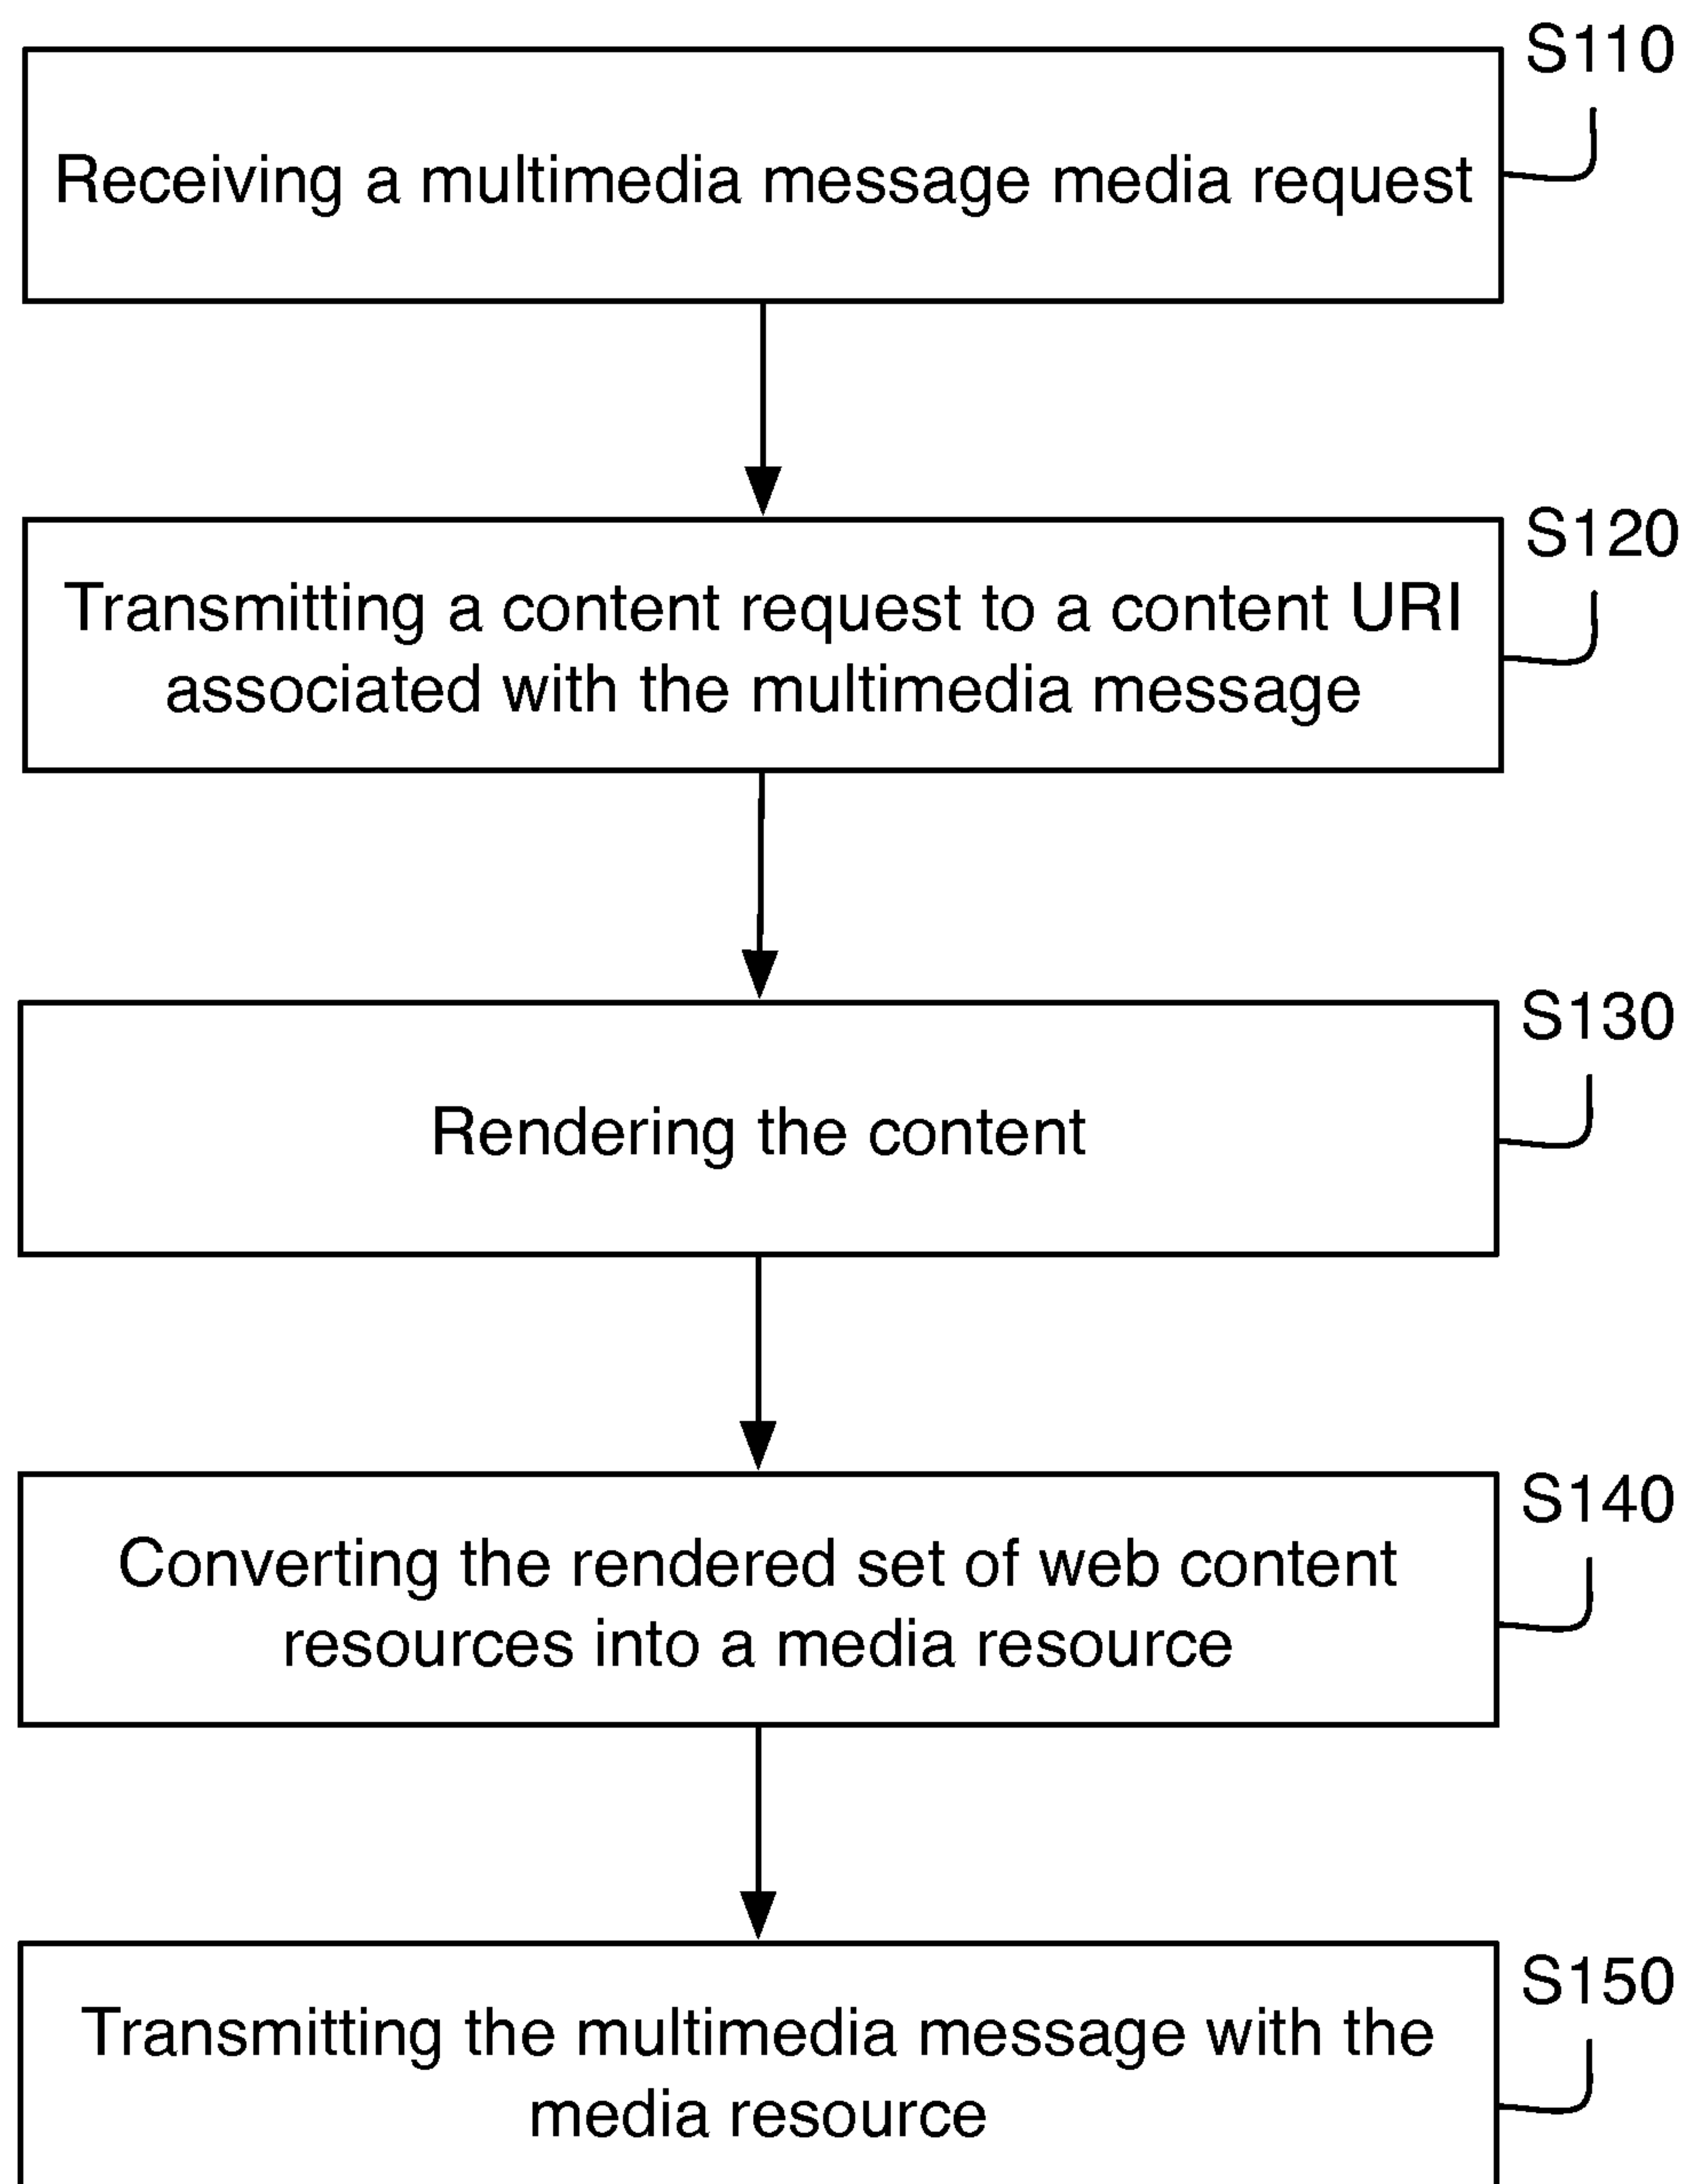 S110
Receiving a multimedia message media request
S120
Transmitting a content request to a content URI
associated with the multimedia message
S130
Rendering the content
S140
Converting the rendered set of web content
resources into a media resource
S150
Transmitting the multimedia message with the
media resource